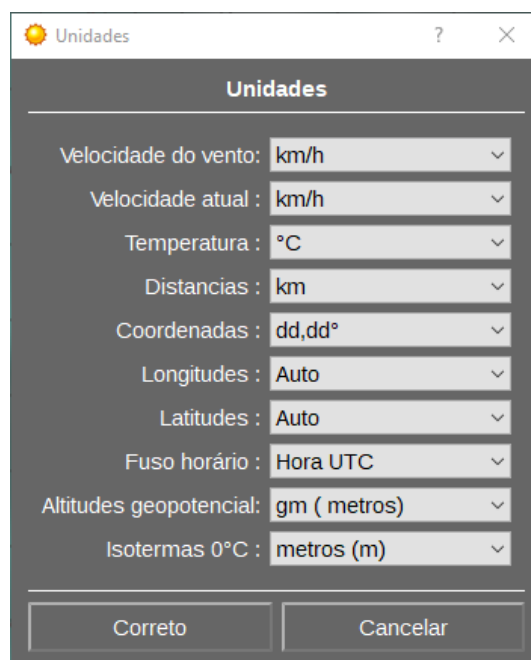 Unidades ?
Unidades
Velocidade do vento: km/h
Velocidade atual : km/h
Temperatura : °C
Distancias : km
Coordenadas : dd,dd°
Longitudes : Auto
Latitudes : Auto
Fuso horário : Hora UTC
Altitudes geopotencial: gm ( metros)
Isotermas 0°C : metros (m)
Correto Cancelar